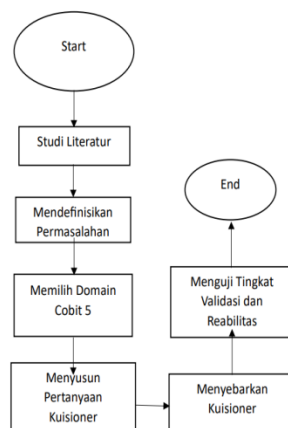 Start
Studi Literatur
Mendefinisikan
Permasalahan
Memilih Domain
Cobit 5
Menyusun
Pertanyaan
Kuisioner
Menyebarkan
Kuisioner
Menguji Tingkat
Validasi dan
Reabilitas
End